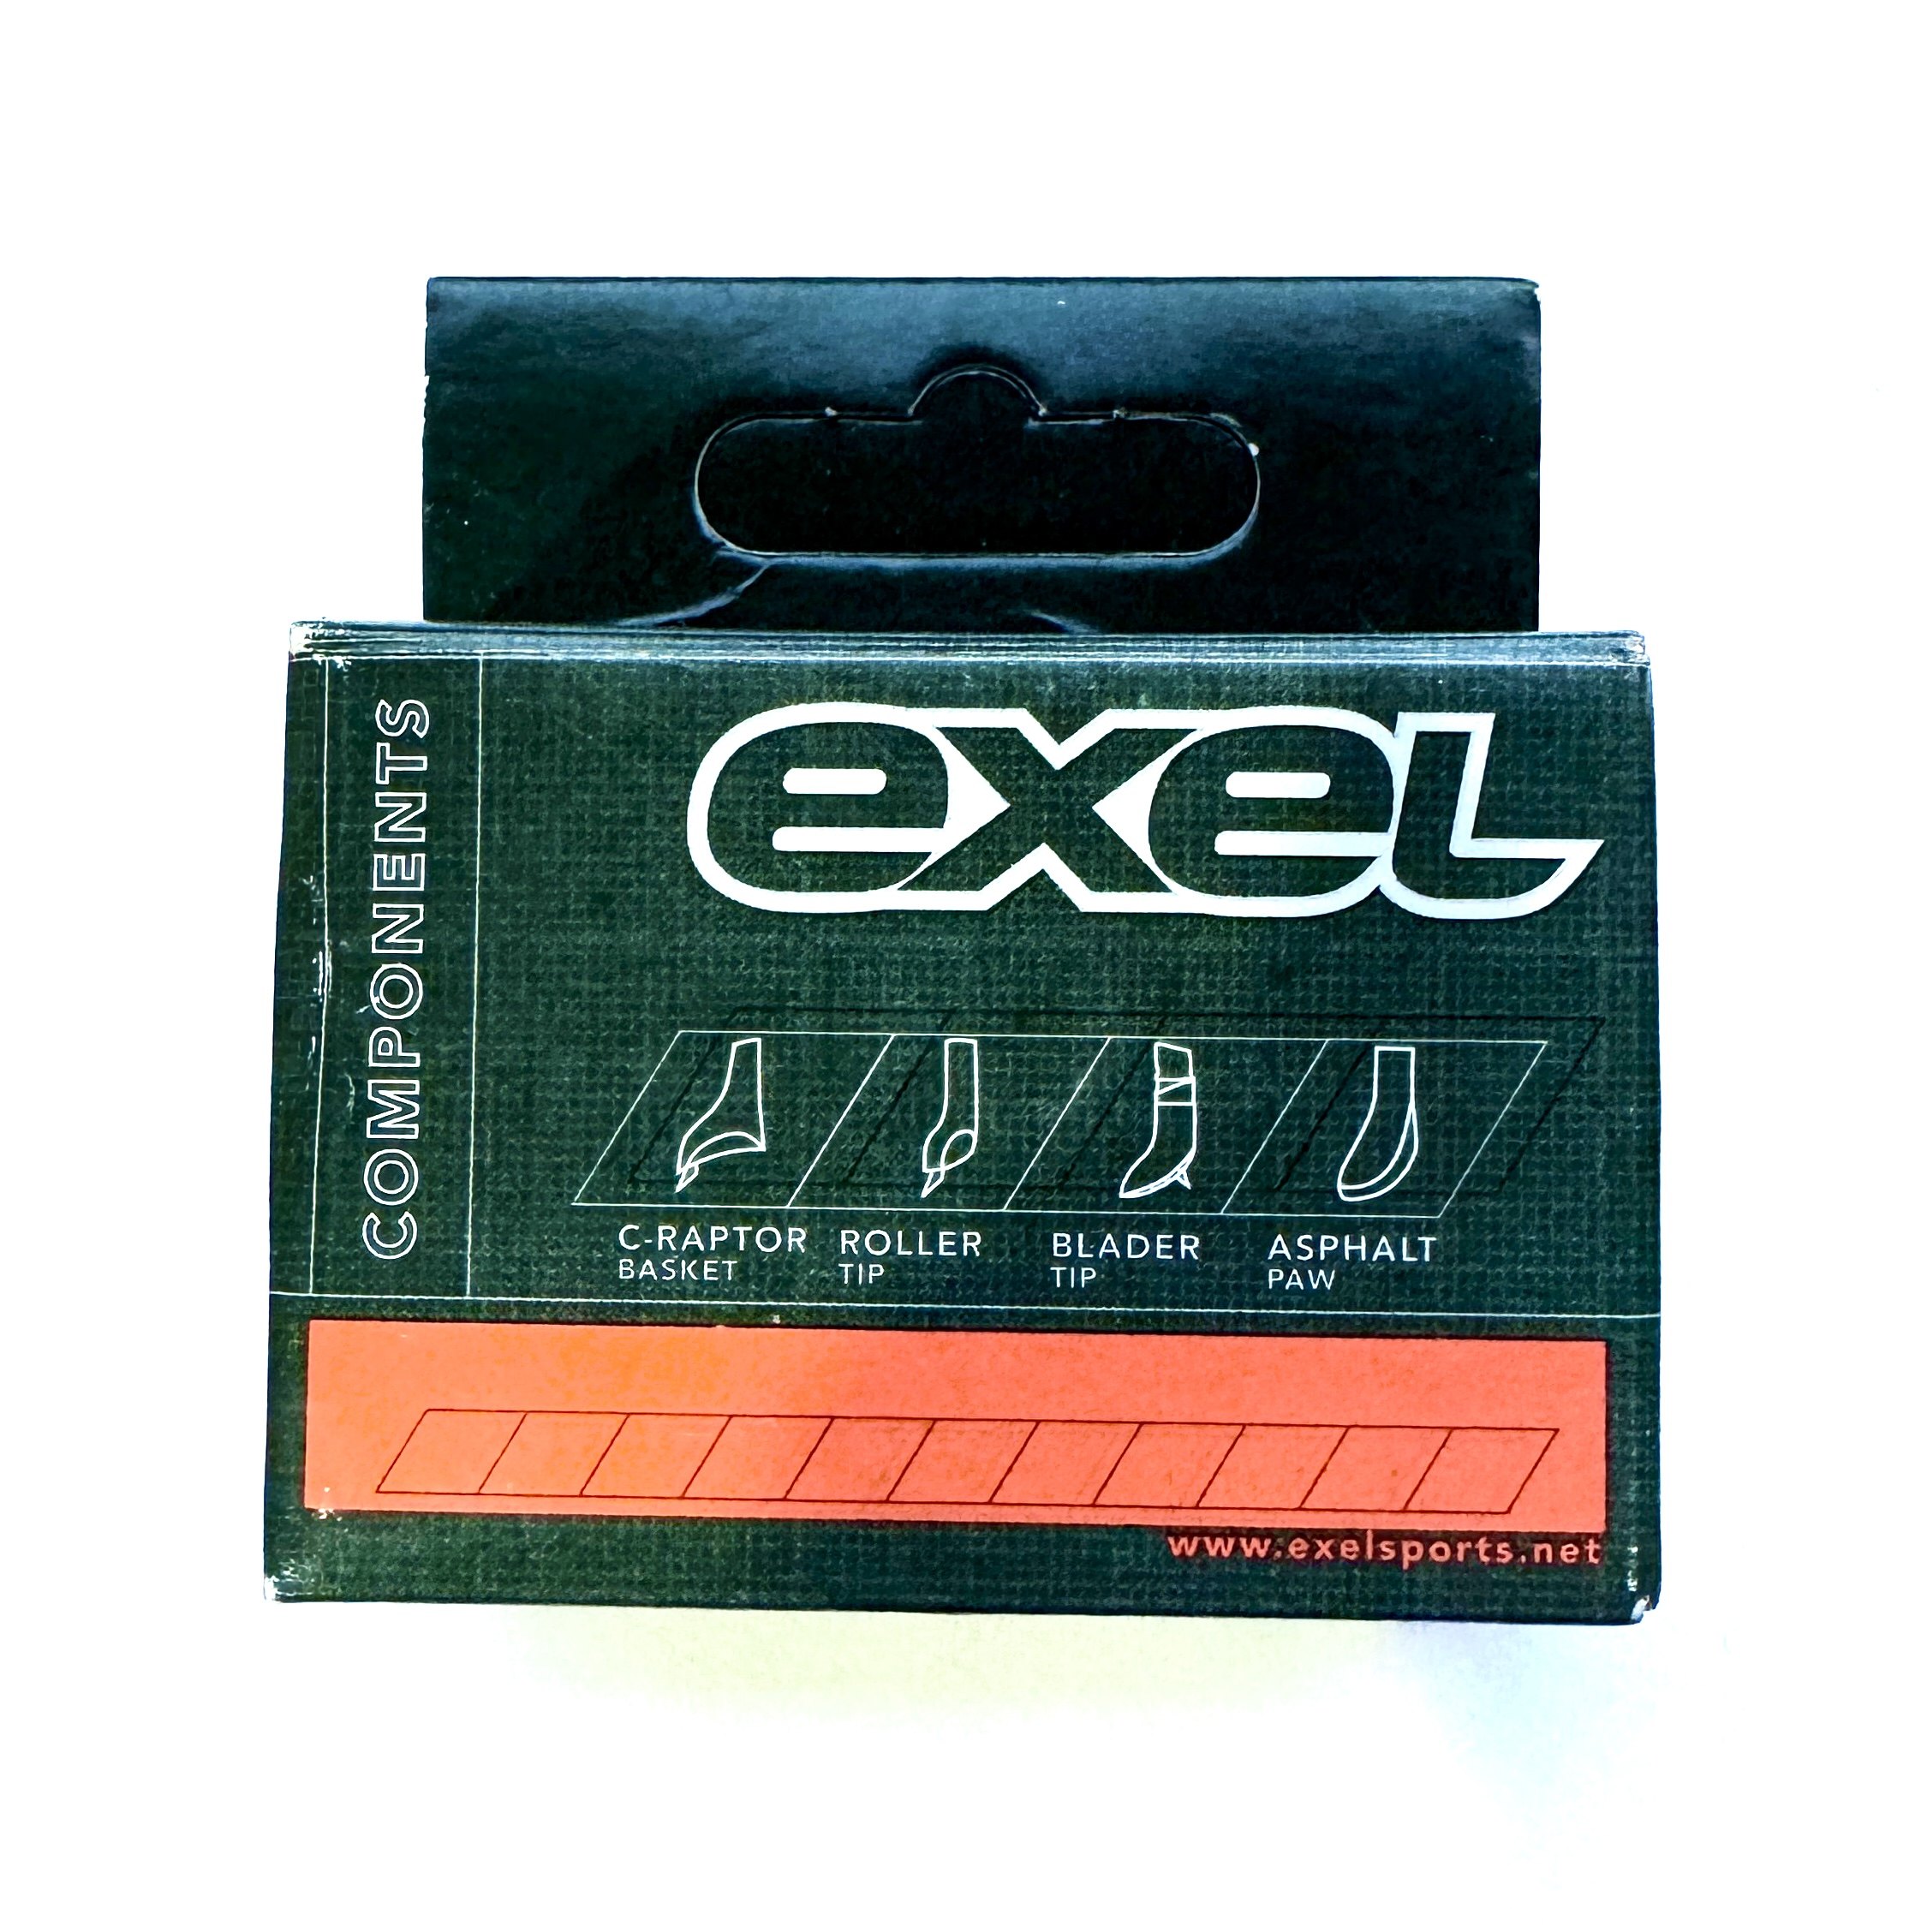 COMPONENTS
exel
C-RAPTOR
BASKET
ROLLER
TIP
BLADER
TIP
ASPHALT
PAW
www.exelsports.net